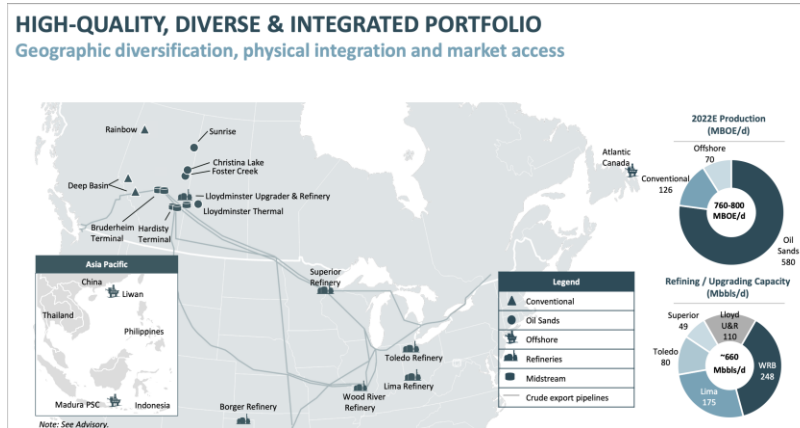 HIGH-QUALITY, DIVERSE & INTEGRATED PORTFOLIO
Geographic diversification, physical integration and market access
Rainbow
Sunrise
Christina Lake
Foster Creek
Deep Basin
Lloydminster Upgrader & Refinery
Lloydminster Thermal
Bruderheim
Terminal
Hardisty
Terminal
Atlantic
Canada
Superior
Refinery
Toledo Refinery
Lima Refinery
Wood River
Refinery
Borger Refinery
Asia Pacific
China
Liwan
Thailand
Philippines
Madura PSC
Indonesia
Note: See Advisory.
Legend
Conventional
Oil Sands
Offshore
Refineries
Midstream
Crude export pipelines
2022E Production
(MBOE/d)
Offshore
70
Conventional
126
760-800
MBOE/d
Oil
Sands
580
Refining / Upgrading Capacity
(Mbbls/d)
Superior
49
Lloyd
U&R
110
Toledo
80
~660
Mbbls/d
WRB
248
Lima
175